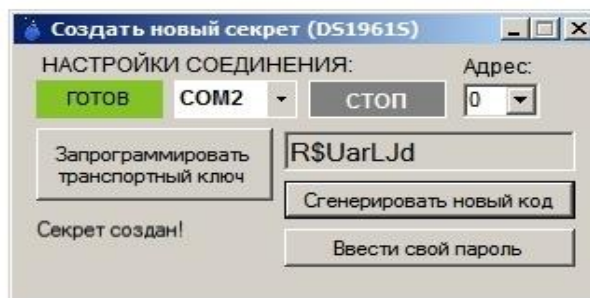 Создать новый секрет (DS1961S)
НАСТРОЙКИ СОЕДИНЕНИЯ:
Адрес:
ГОТОВ COM2 СТОП 0
Запрограммировать
транспортный ключ
R$UarLJd
Сгенерировать новый код
Секрет создан!
Ввести свой пароль